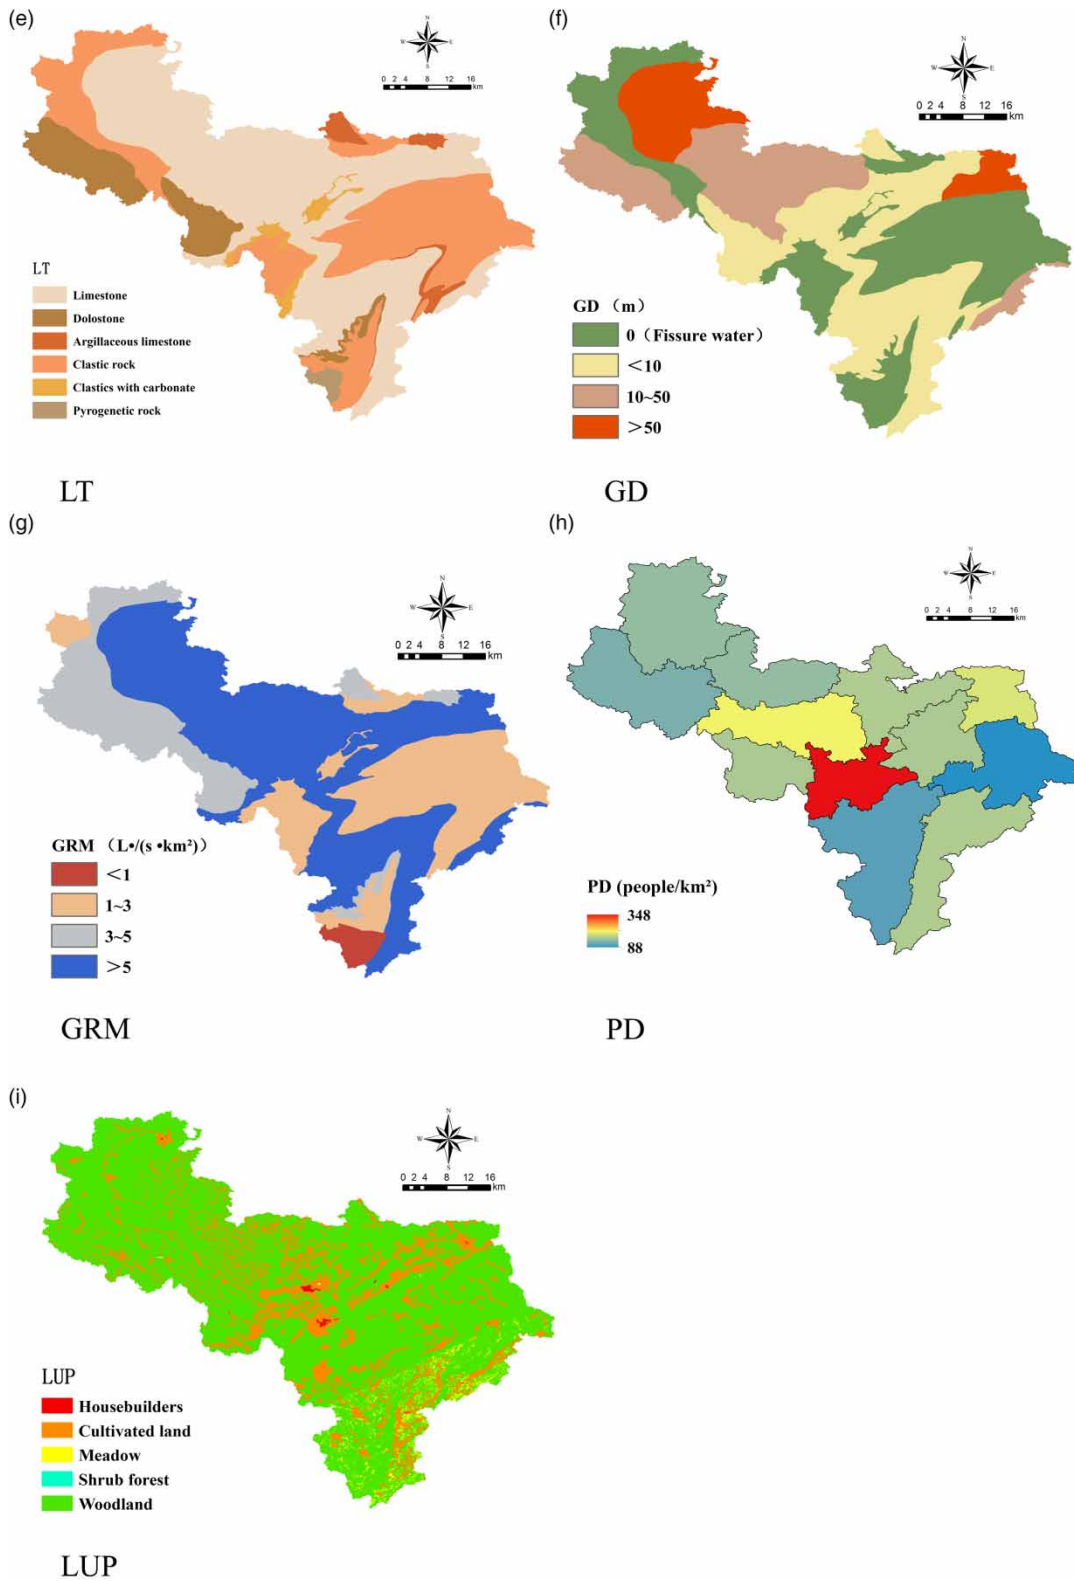 (e)
N
W E
S
0 2 4 8 12 16
km
LT
Limestone
Dolostone
Argillaceous limestone
Clastic rock
Clastics with carbonate
Pyrogenetic rock
LT
(f)
N
W E
S
0 2 4 8 12 16
km
GD （m）
0（Fissure water）
＜10
10~50
＞50
GD
(g)
N
W E
S
0 2 4 8 12 16
km
GRM （L•/(s •km²)）
＜1
1~3
3~5
＞5
GRM
(h)
N
W E
S
0 2 4 8 12 16
km
PD (people/km²)
348
88
PD
(i)
N
W E
S
0 2 4 8 12 16
km
LUP
Housebuilders
Cultivated land
Meadow
Shrub forest
Woodland
LUP